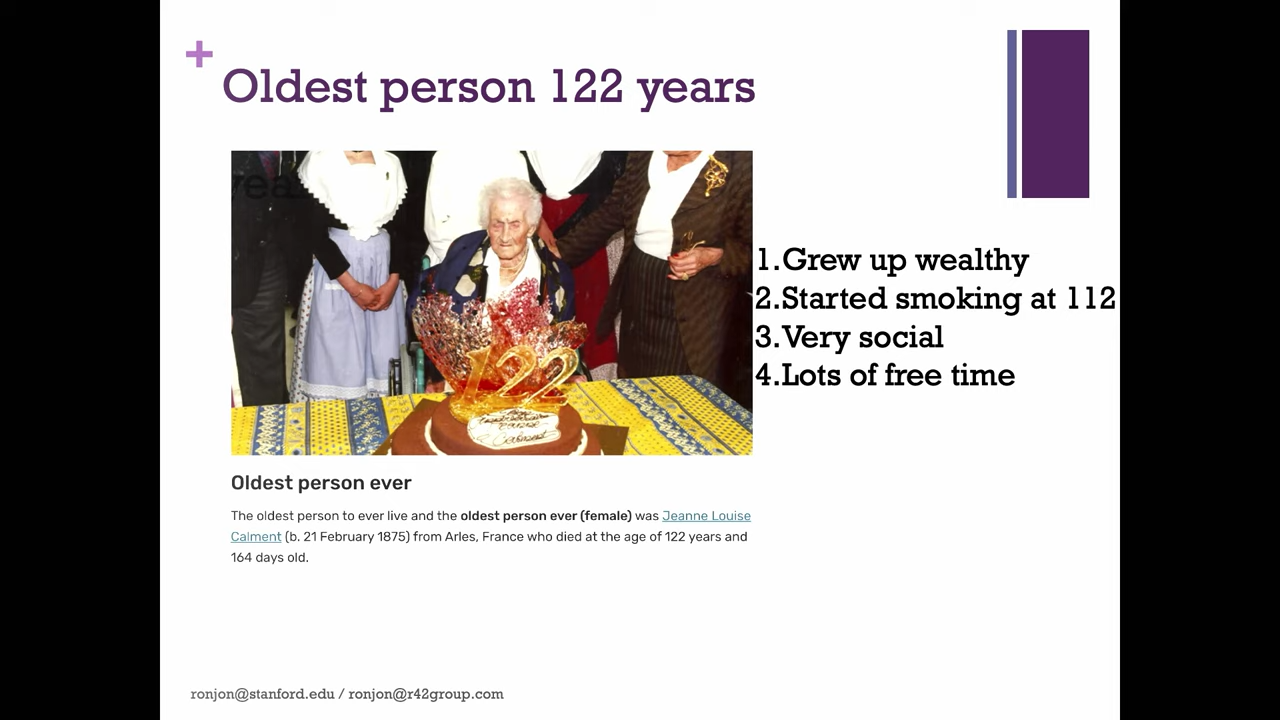 Oldest person 122 years
1.Grew up wealthy
2.Started smoking at 112
3.Very social
4.Lots of free time
122
Oldest person ever
The oldest person to ever live and the oldest person ever (female) was Jeanne Louise
Calment (b. 21 February 1875) from Arles, France who died at the age of 122 years and
164 days old.
ronjon@stanford.edu / ronjon@r42group.com